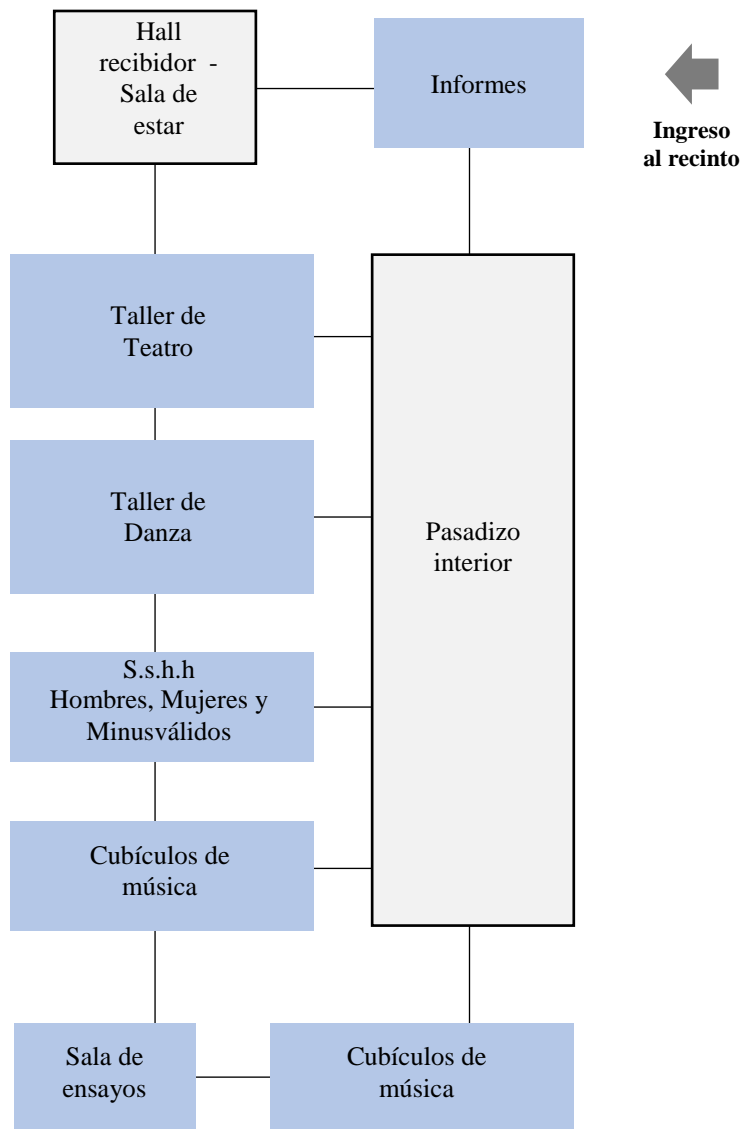 Hall
recibidor -
Sala de
estar
Informes
Ingreso
al recinto
Taller de
Teatro
Taller de
Danza
Pasadizo
interior
S.s.h.h
Hombres, Mujeres y
Minusválidos
Cubículos de
música
Sala de
ensayos
Cubículos de
música